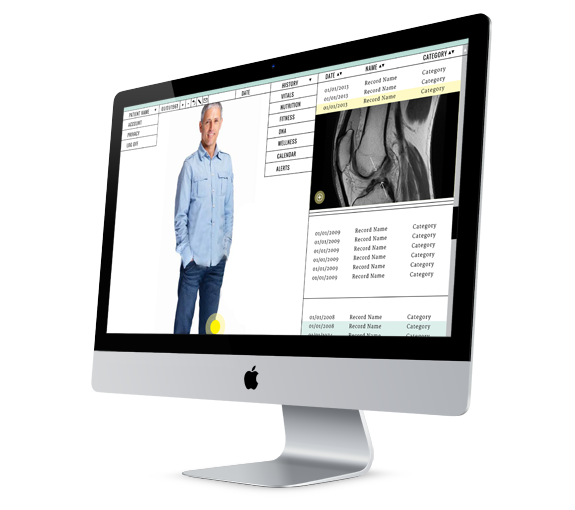 PATIENT NAME
ACCOUNT
PRIVACY
LOG OFF
01/01/1960
DATE
HISTORY
VITALS
NUTRITION
FITNESS
DNA
WELLNESS
CALENDAR
ALERTS
DATE NAME CATEGORY
01/01/2013 Record Name Category
01/01/2013 Record Name Category
01/01/2013 Record Name Category
01/01/2009 Record Name Category
01/01/2009 Record Name Category
01/01/2009 Record Name Category
01/01/2009 Record Name Category
01/01/2009 Record Name Category
01/01/2009 Record Name Category
01/01/2008 Record Name Category
01/01/2008 Record Name Category
Record Name Category